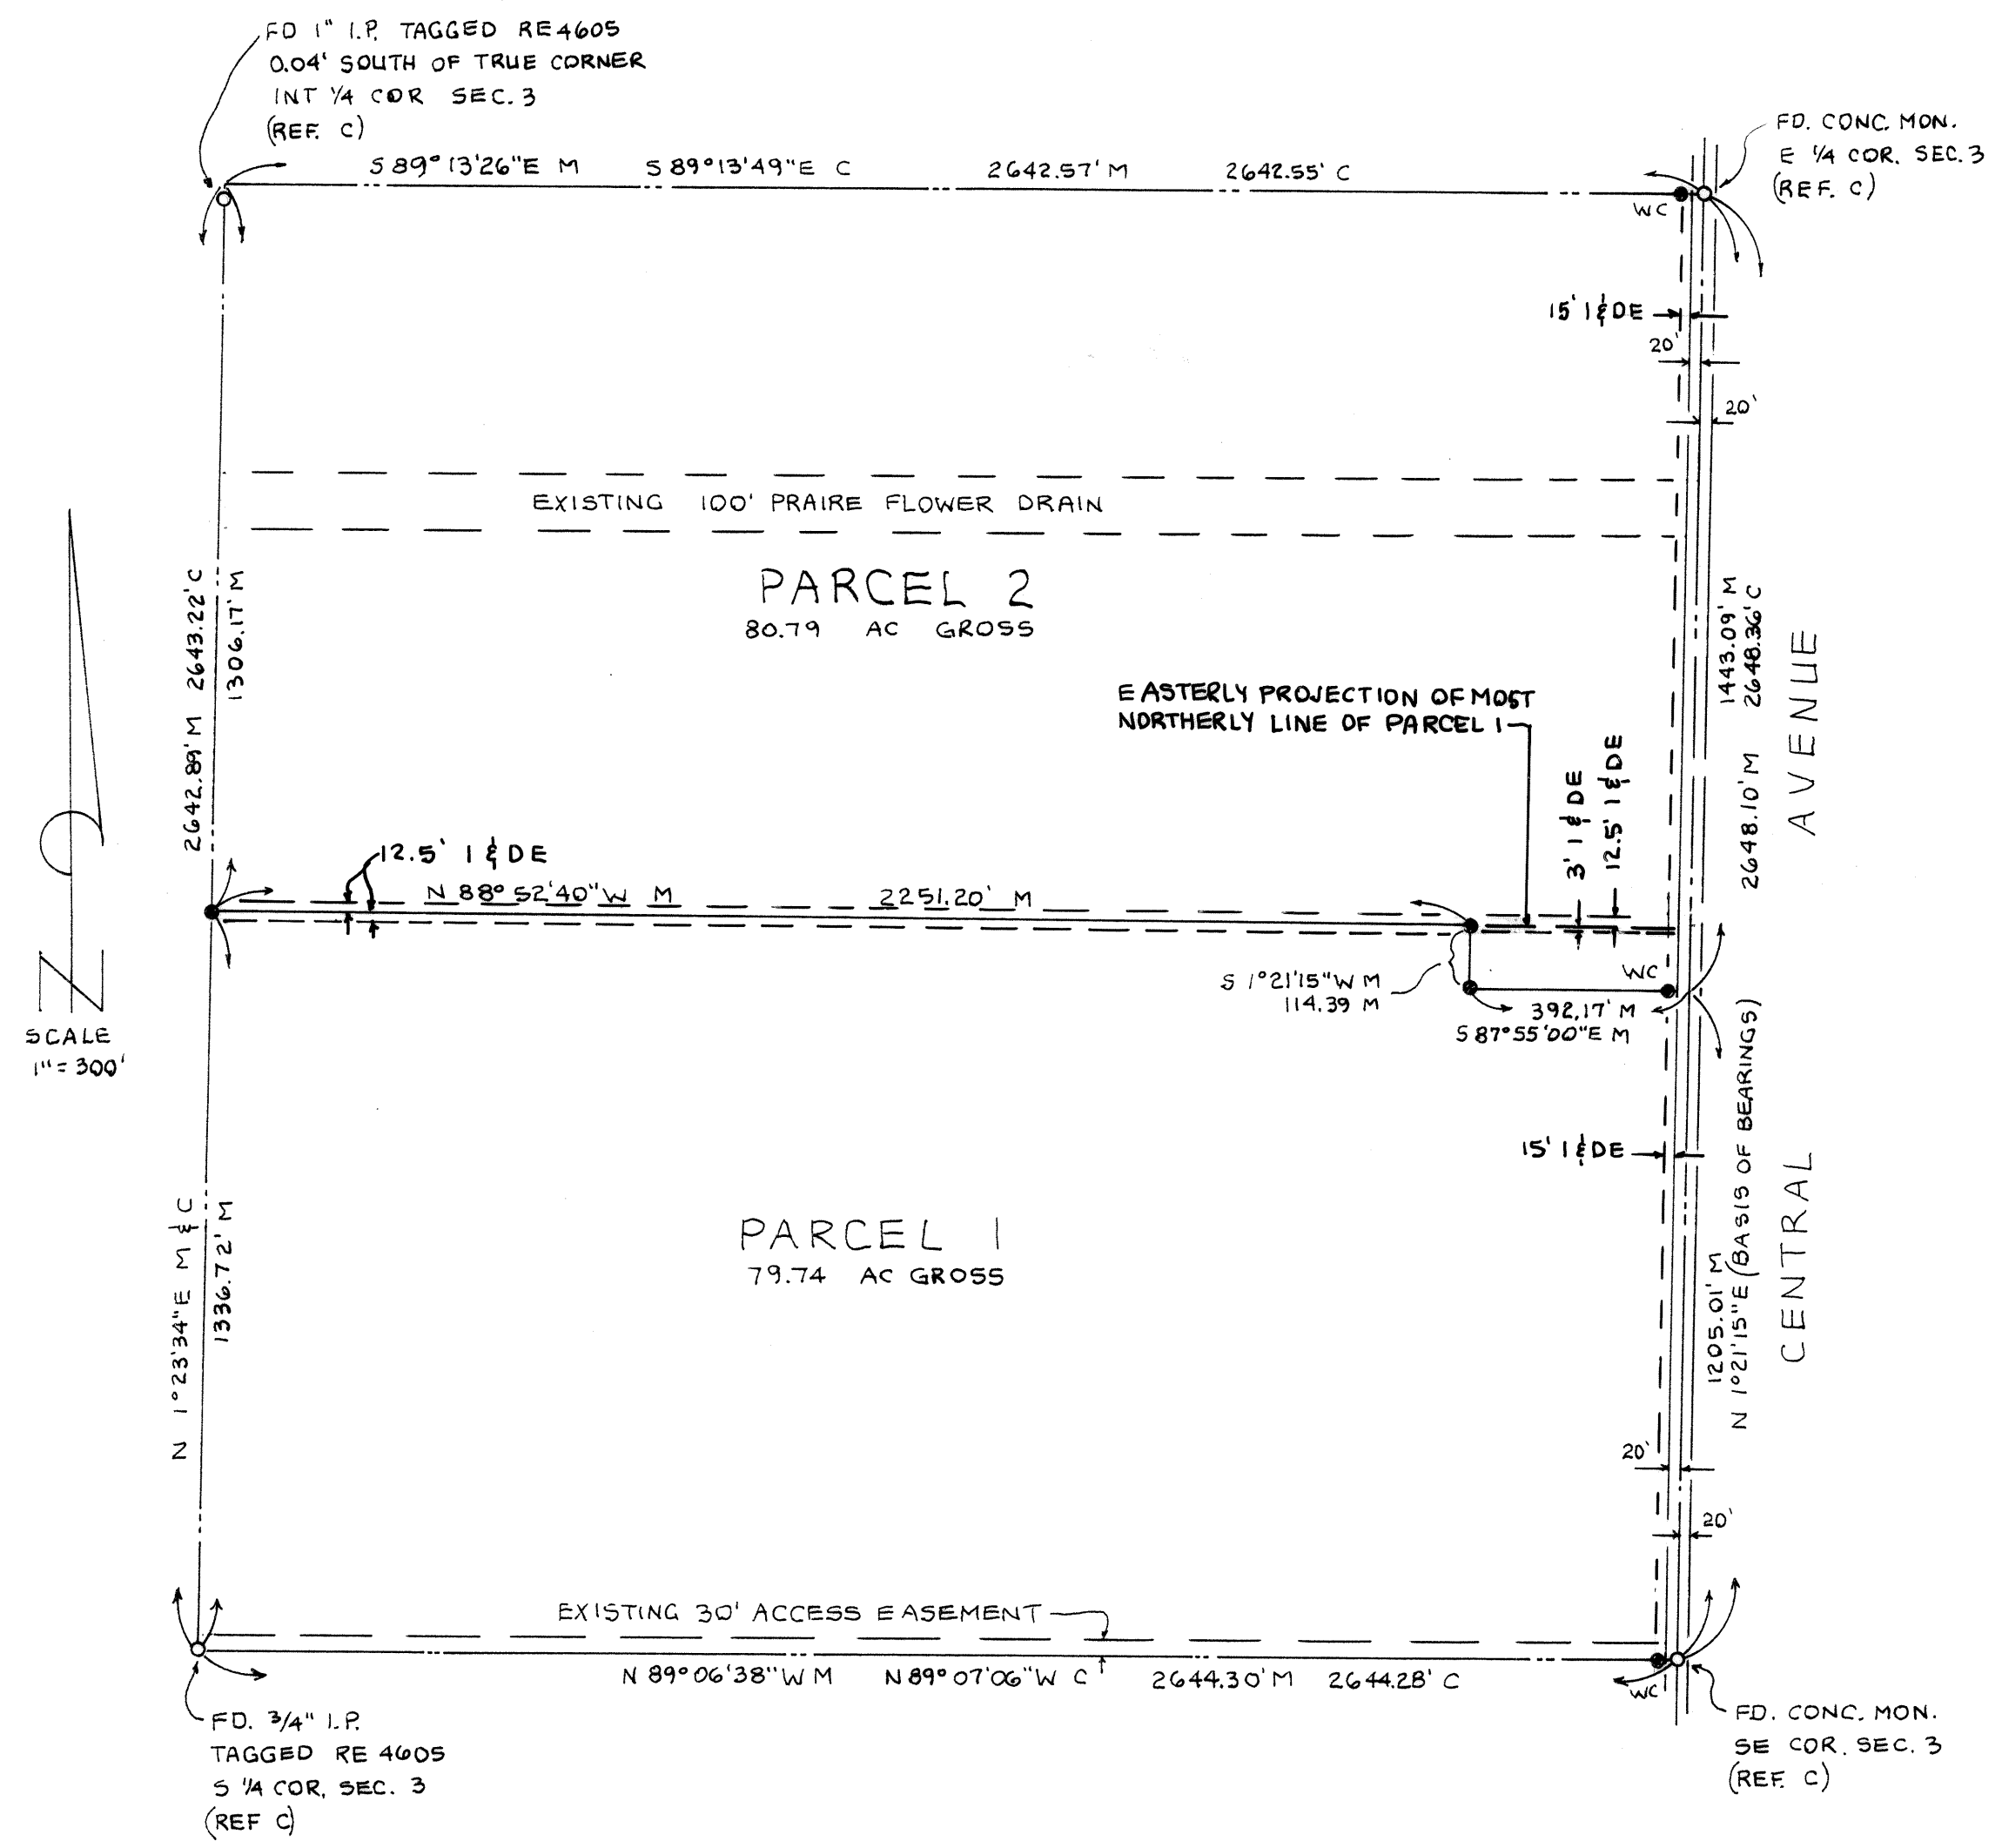 FD 1" I.P. TAGGED RE4605
0.04' SOUTH OF TRUE CORNER
INT 1/4 COR SEC. 3
(REF. C)
FD. CONC. MON.
E 1/4 COR. SEC. 3
(REF. C)
S 89°13'26"E M S 89°13'49"E C 2642.57' M 2642.55' C
WC
15' I & DE
20'
20'
EXISTING 100' PRAIRE FLOWER DRAIN
PARCEL 2
80.79 AC GROSS
2642.89' M 2643.22' C
1306.17' M
1443.09' M
2648.10' M 2648.36' C
EASTERLY PROJECTION OF MOST
NORTHERLY LINE OF PARCEL 1
3' I & DE
12.5' I & DE
AVENUE
12.5' I & DE
N 88°52'40"W M 2251.20' M
S 1°21'15"W M
114.39 M
WC
392.17' M
S 87°55'00"E M
SCALE
1"=300'
N
15' I & DE
PARCEL 1
79.74 AC GROSS
N 1°23'34"E M & C
1336.72' M
1205.01' M
N 1°21'15"E (BASIS OF BEARINGS)
CENTRAL
20'
20'
EXISTING 30' ACCESS EASEMENT
N 89°06'38"W M N 89°07'06"W C 2644.30' M 2644.28' C
WC
FD. 3/4" I.P.
TAGGED RE 4605
S 1/4 COR, SEC. 3
(REF C)
FD. CONC. MON.
SE COR. SEC. 3
(REF. C)